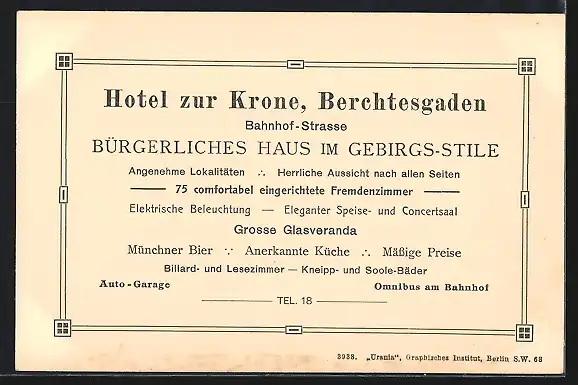 Hotel zur Krone, Berchtesgaden
Bahnhof-Strasse
BÜRGERLICHES HAUS IM GEBIRGS-STILE
Angenehme Lokalitäten ∴ Herrliche Aussicht nach allen Seiten
75 comfortabel eingerichtete Fremdenzimmer
Elektrische Beleuchtung — Eleganter Speise- und Concertsaal
Grosse Glasveranda
Münchner Bier ∵ Anerkannte Küche ∴ Mäßige Preise
Billard- und Lesezimmer — Kneipp- und Soole-Bäder
Auto-Garage Omnibus am Bahnhof
TEL. 18
3938. „Urania", Graphisches Institut, Berlin S.W. 68